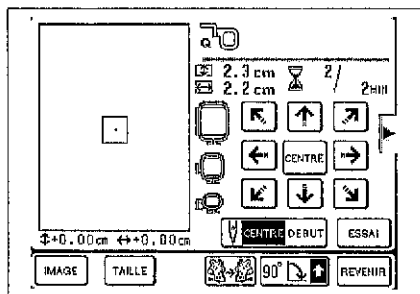 Q
2.3 cm 2/
2.2 cm 2MIN
CENTRE
↕+0.00cm ↔+0.00cm
CENTRE DEBUT ESSAI
IMAGE TAILLE 90° REVENIR